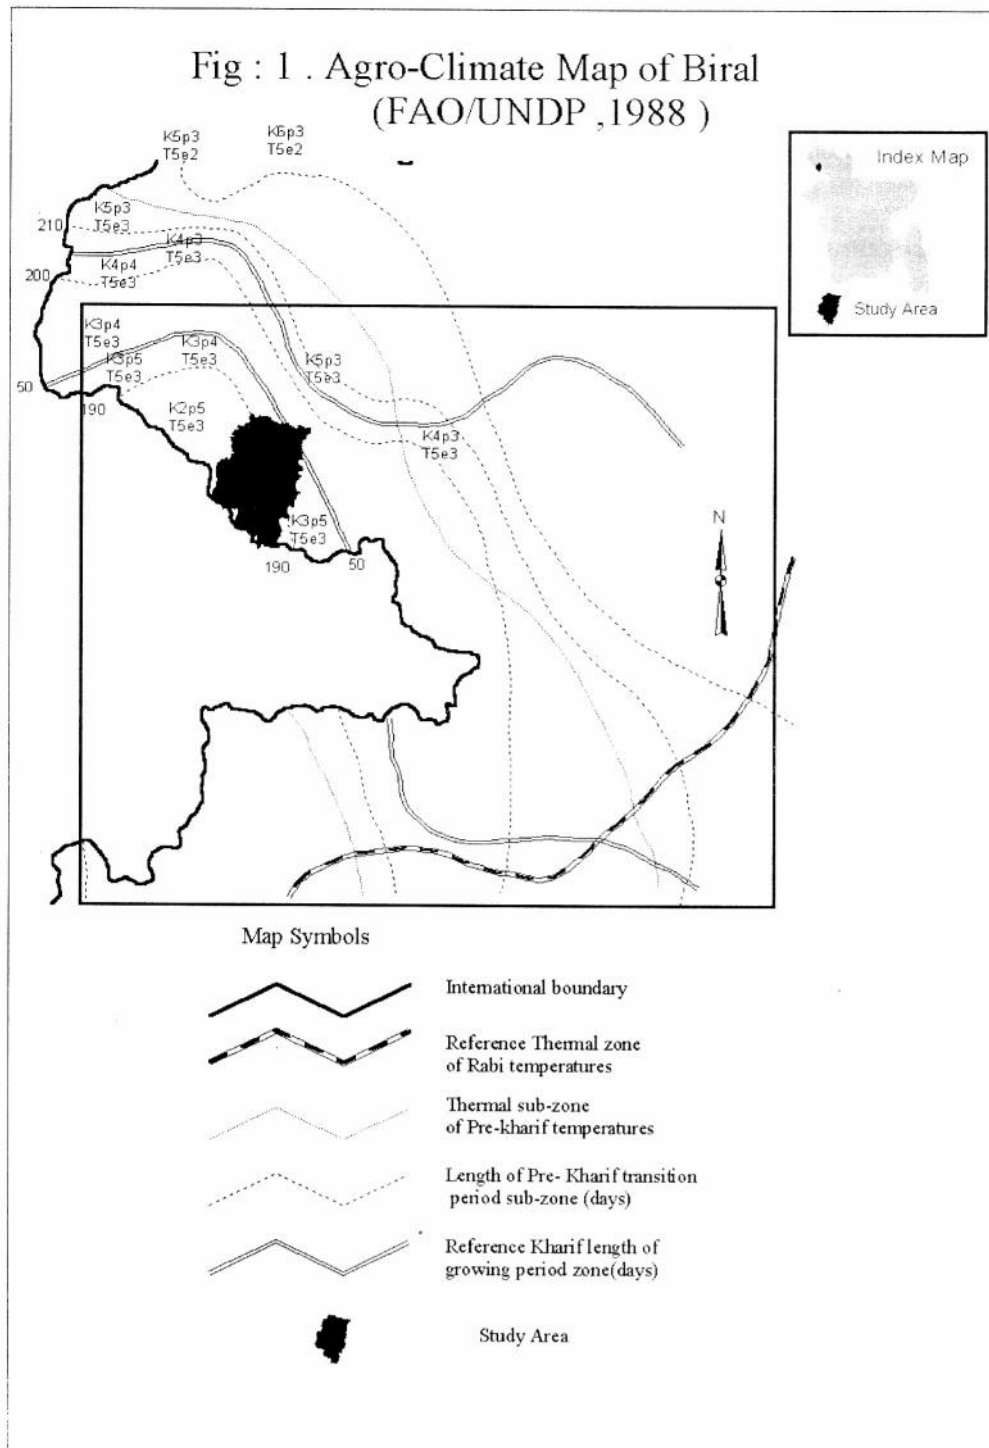 Fig : 1 . Agro-Climate Map of Biral
(FAO/UNDP ,1988 )
K5p3
T5e2
K6p3
T5e2
Index Map
Study Area
K5p3
T5e3
210
K4p3
T5e3
K4p4
T5e3
200
K3p4
T5e3
K3p4
T5e3
K3p5
T5e3
K5p3
T5e3
50
190
K2p5
T5e3
K4p3
T5e3
N
K3p5
T5e3
190
50
Map Symbols
International boundary
Reference Thermal zone
of Rabi temperatures
Thermal sub-zone
of Pre-kharif temperatures
Length of Pre- Kharif transition
period sub-zone (days)
Reference Kharif length of
growing period zone(days)
Study Area